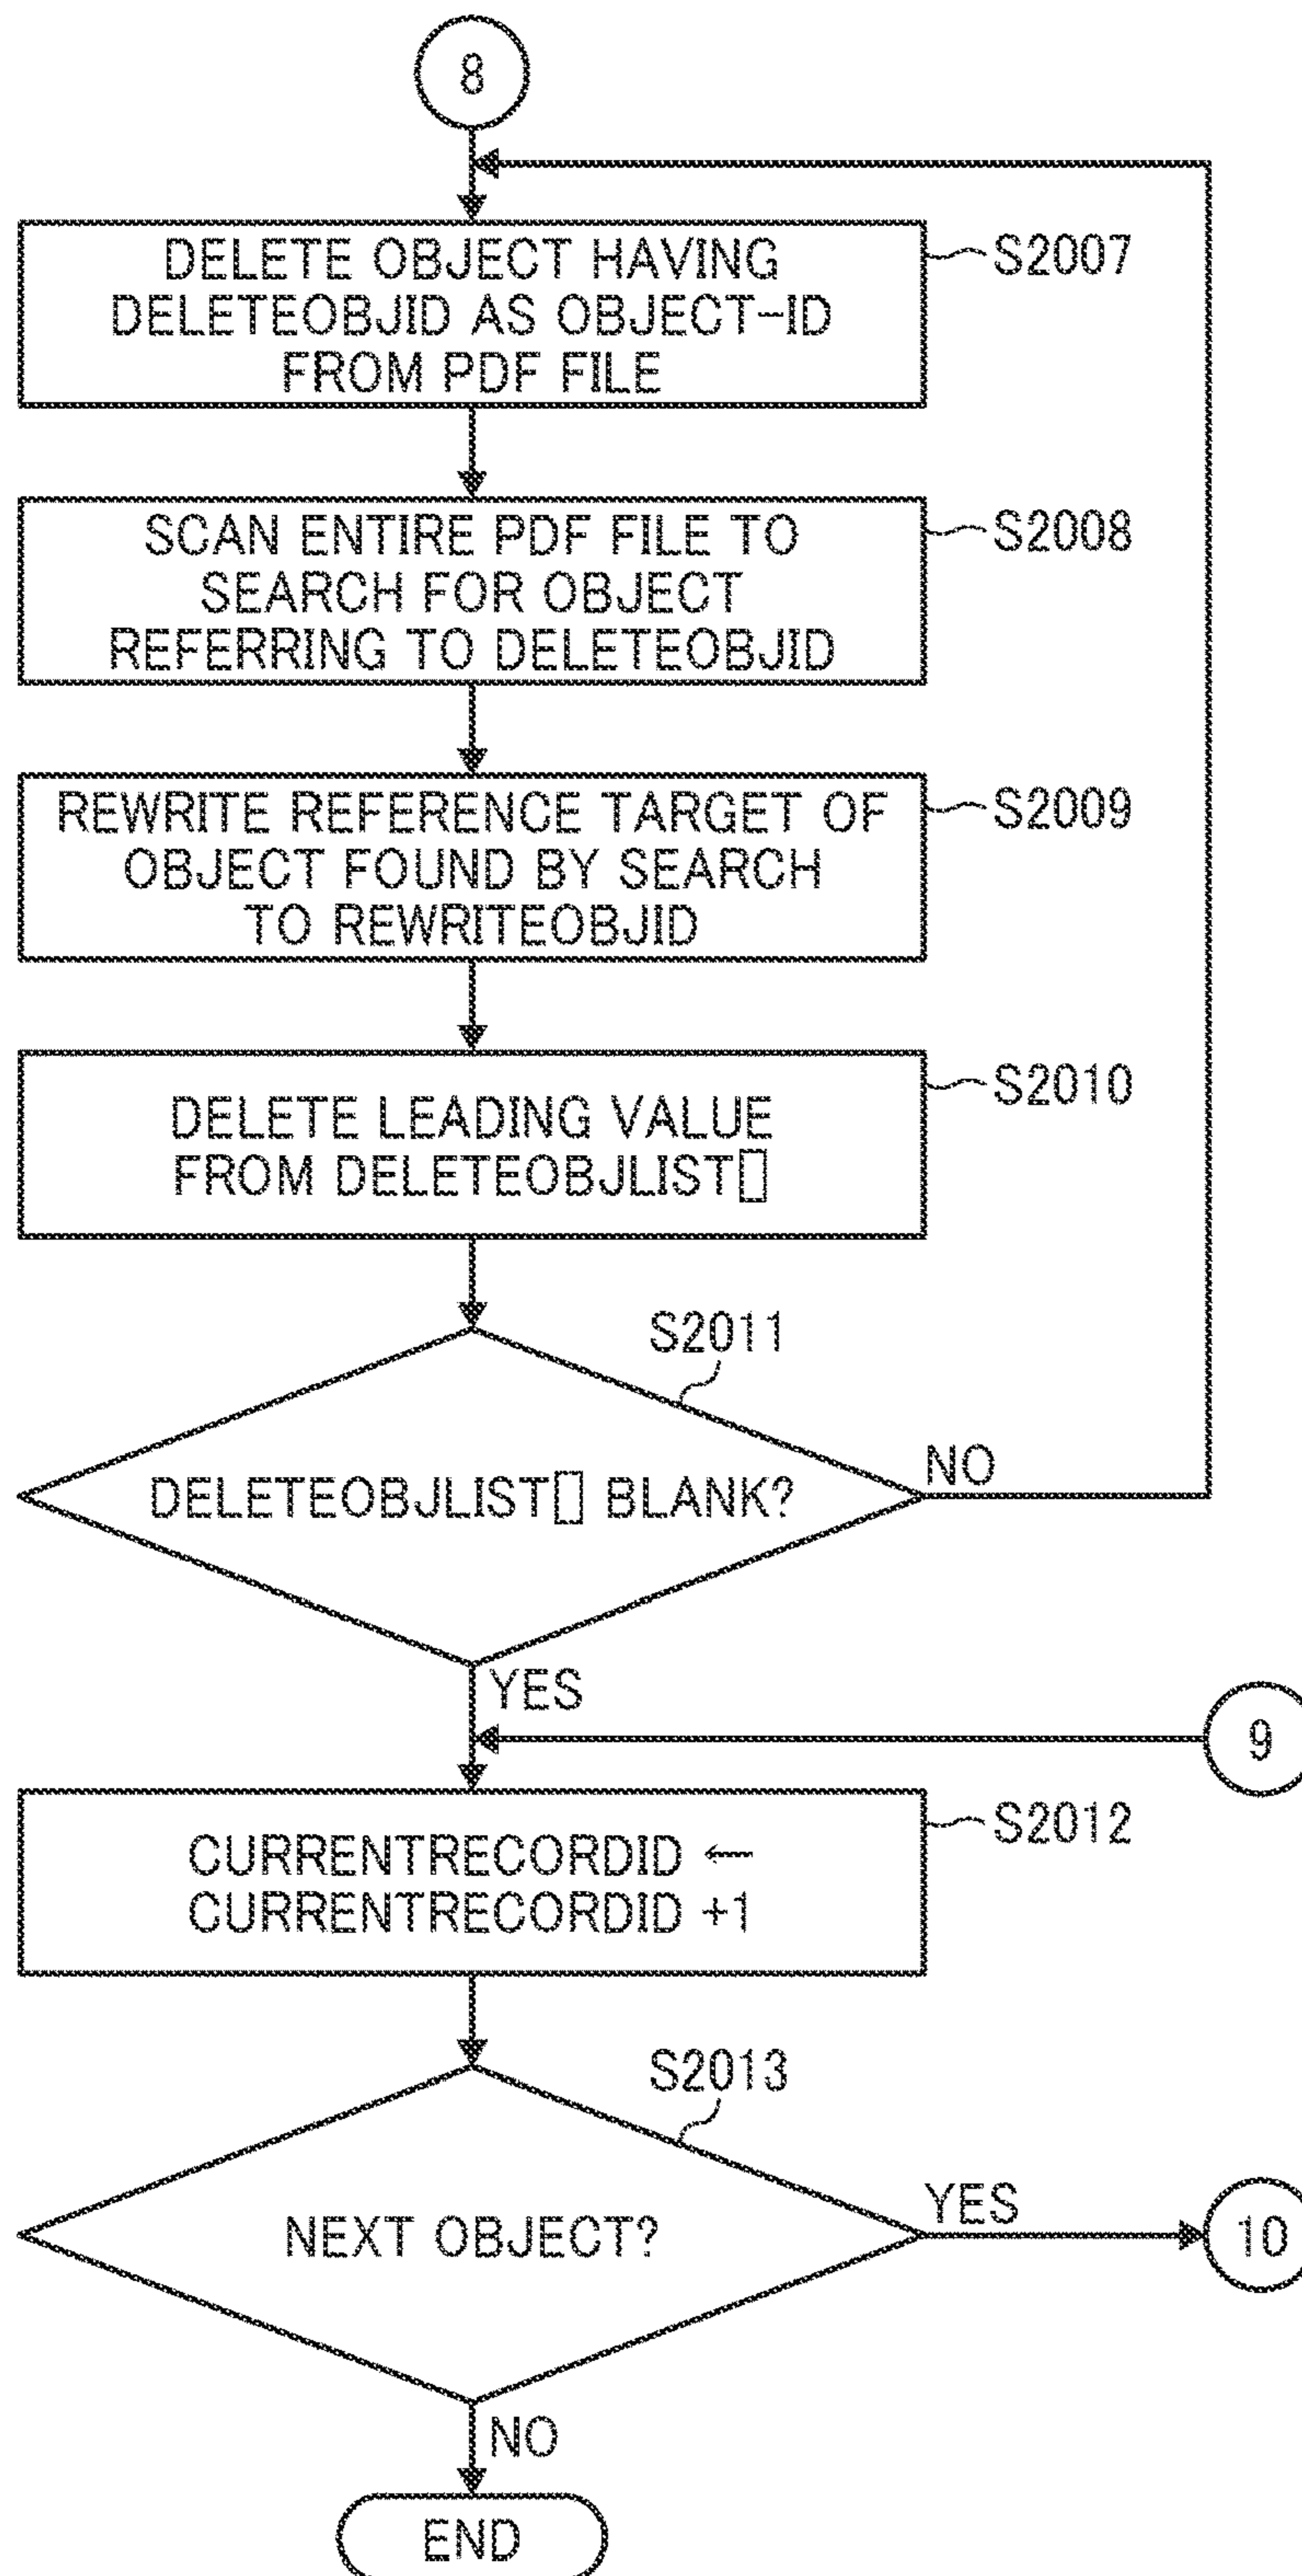 8
DELETE OBJECT HAVING
DELETEOBJID AS OBJECT-ID
FROM PDF FILE
S2007
SCAN ENTIRE PDF FILE TO
SEARCH FOR OBJECT
REFERRING TO DELETEOBJID
S2008
REWRITE REFERENCE TARGET OF
OBJECT FOUND BY SEARCH
TO REWRITEOBJID
S2009
DELETE LEADING VALUE
FROM DELETEOBJLIST[]
S2010
S2011
DELETEOBJLIST[] BLANK?
NO
YES
9
CURRENTRECORDID ←
CURRENTRECORDID +1
S2012
S2013
NEXT OBJECT?
YES
10
NO
END